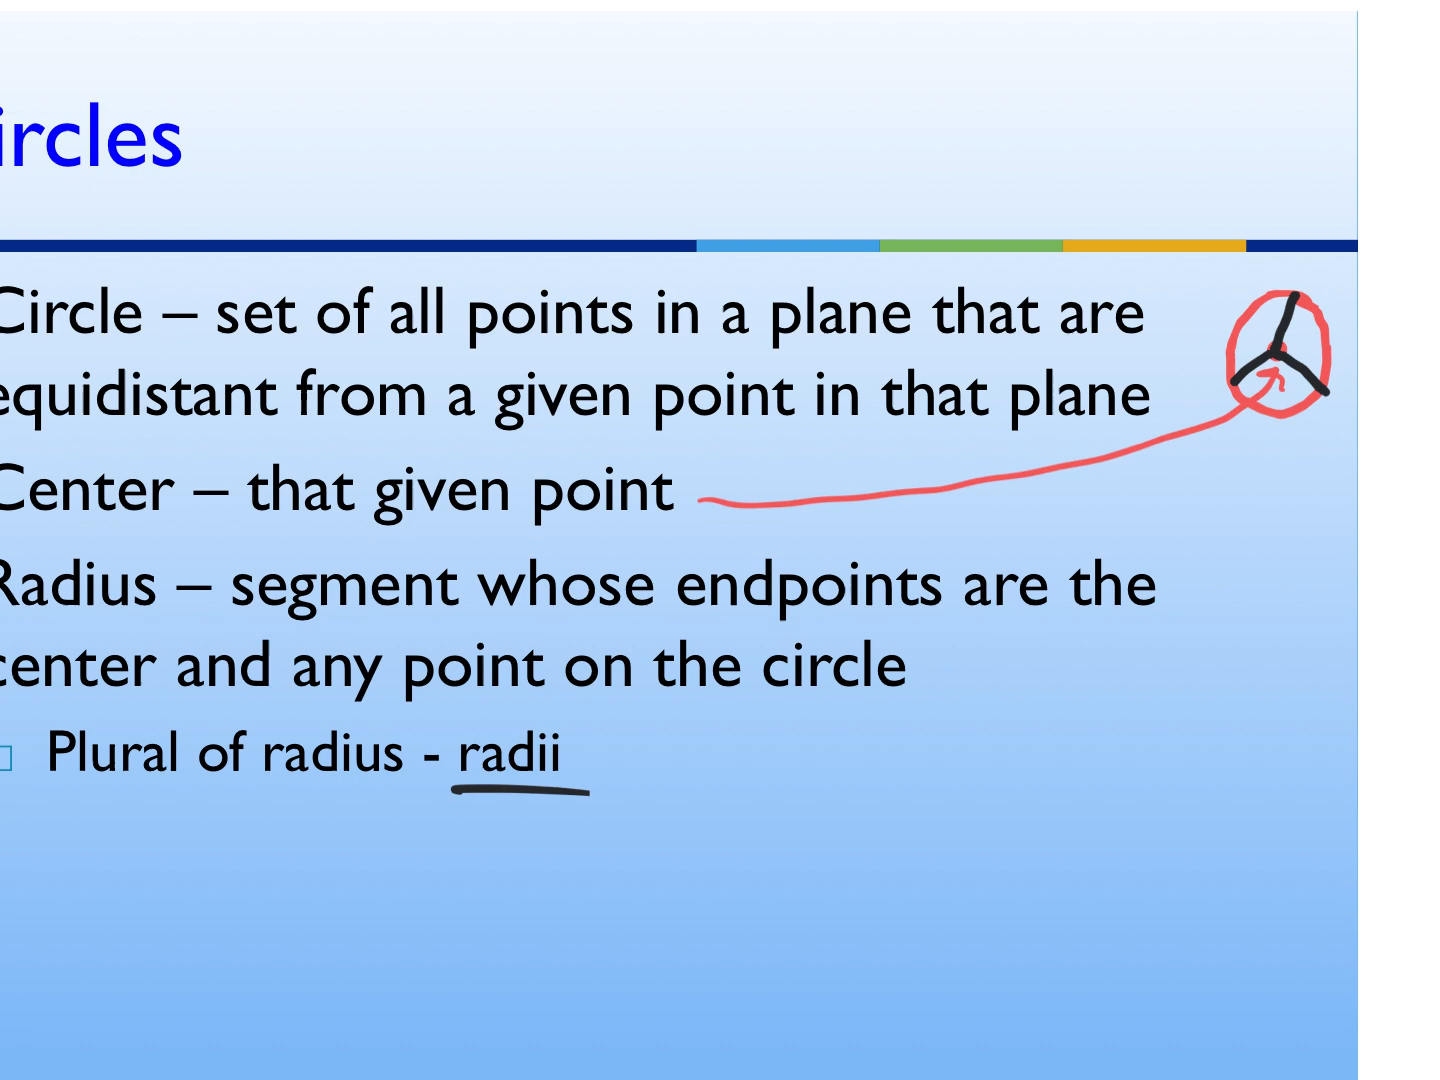 ircles
Circle – set of all points in a plane that are
equidistant from a given point in that plane
Center – that given point
Radius – segment whose endpoints are the
center and any point on the circle
Plural of radius - radii